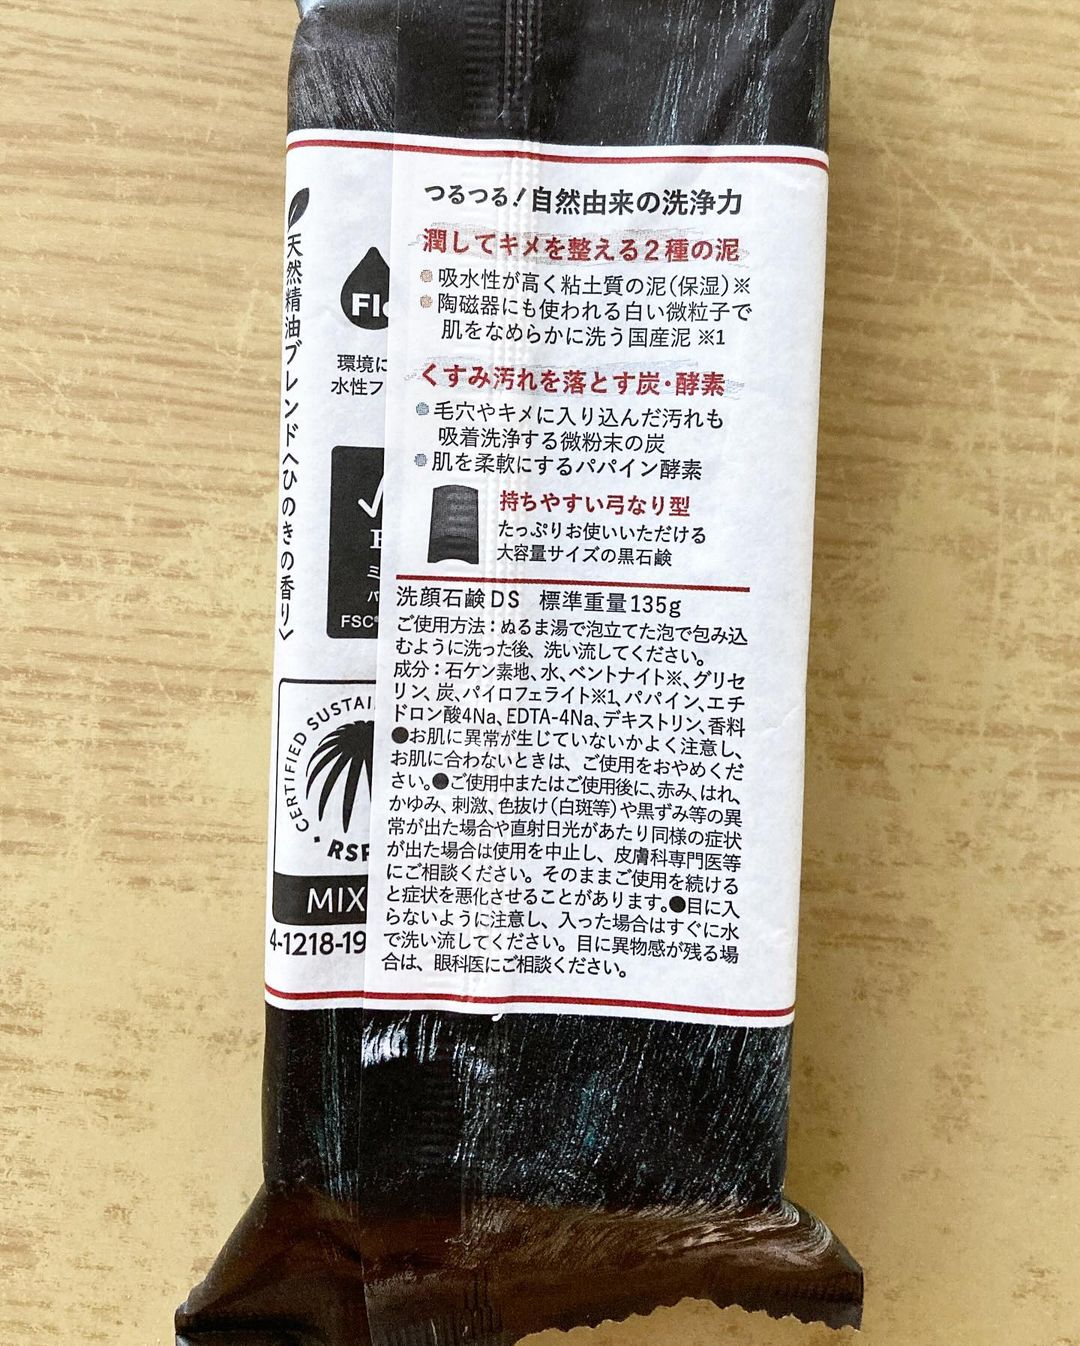 つるつる！自然由来の洗浄力
潤してキメを整える2種の泥
吸水性が高く粘土質の泥（保湿）※
陶磁器にも使われる白い微粒子で
肌をなめらかに洗う国産泥 ※1
くすみ汚れを落とす炭・酵素
毛穴やキメに入り込んだ汚れも
吸着洗浄する微粉末の炭
肌を柔軟にするパパイン酵素
持ちやすい弓なり型
たっぷりお使いいただける
大容量サイズの黒石鹸
洗顔石鹸DS 標準重量135g
ご使用方法：ぬるま湯で泡立てた泡で包み込
むように洗った後、洗い流してください。
成分：石ケン素地、水、ベントナイト※、グリセ
リン、炭、パイロフェライト※1、パパイン、エチ
ドロン酸4Na、EDTA-4Na、デキストリン、香料
●お肌に異常が生じていないかよく注意し、
お肌に合わないときは、ご使用をおやめくだ
さい。●ご使用中またはご使用後に、赤み、はれ、
かゆみ、刺激、色抜け（白斑等）や黒ずみ等の異
常が出た場合や直射日光があたり同様の症状
が出た場合は使用を中止し、皮膚科専門医等
にご相談ください。そのままご使用を続ける
と症状を悪化させることがあります。●目に入
らないように注意し、入った場合はすぐに水
で洗い流してください。目に異物感が残る場
合は、眼科医にご相談ください。
天然精油ブレンド〈ひのきの香り〉
環境に
水性フ
FSC®
CERTIFIED SUSTAI
RSP
MIX
4-1218-19